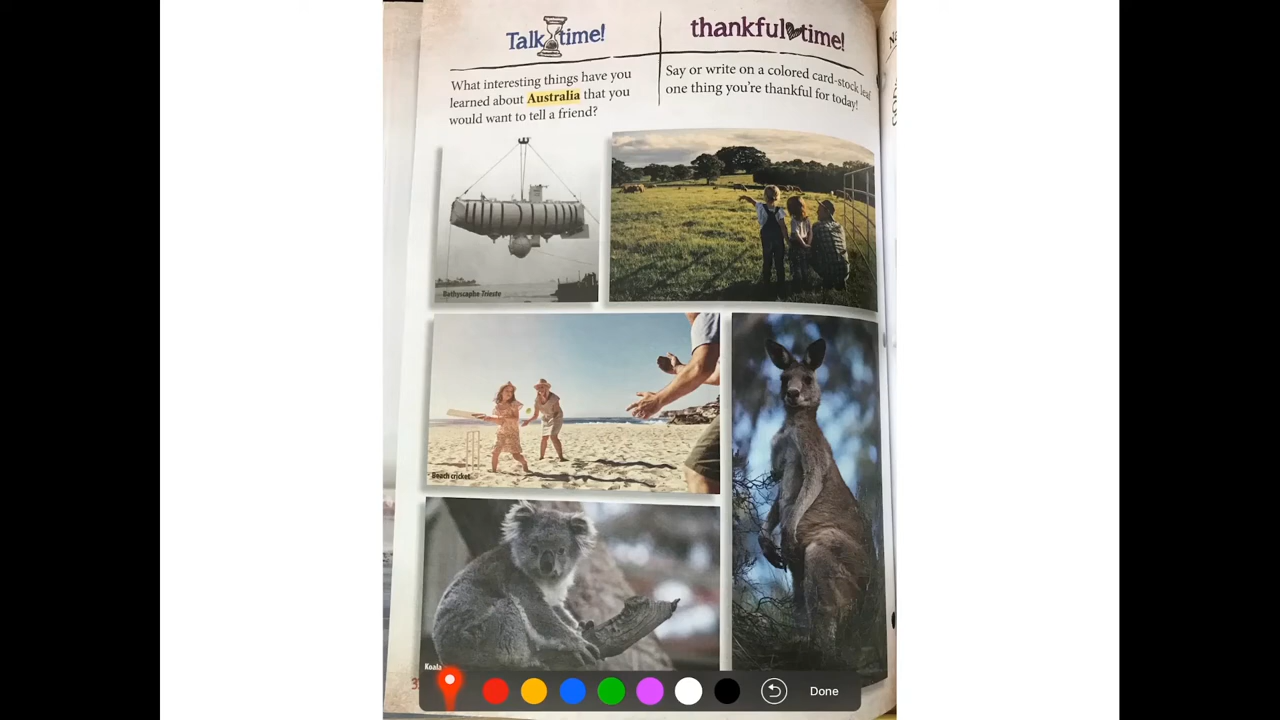 Talk time!
What interesting things have you
learned about Australia that you
would want to tell a friend?
thankful time!
Say or write on a colored card-stock leaf
one thing you're thankful for today!
Bathyscaphe Trieste
Beach cricket
Koala
Done